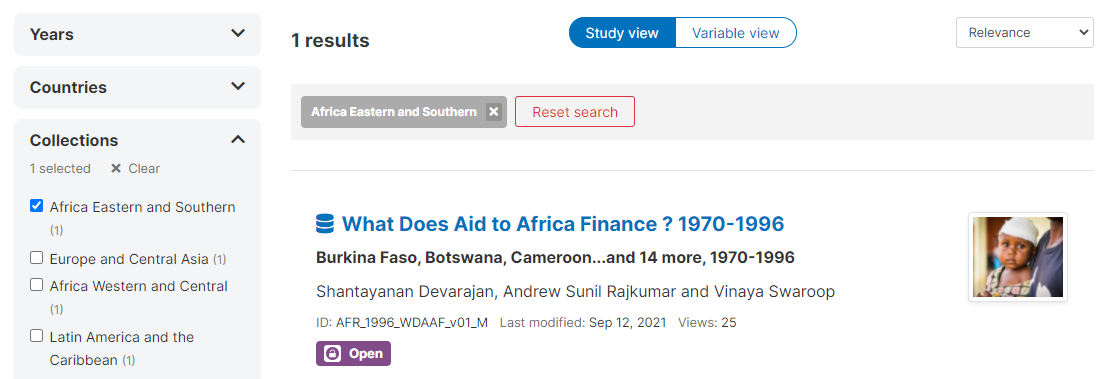 Years
Countries
Collections
1 selected ✖ Clear
Africa Eastern and Southern
(1)
Europe and Central Asia (1)
Africa Western and Central
(1)
Latin America and the
Caribbean (1)
1 results
Study view Variable view
Relevance
Africa Eastern and Southern ✖ Reset search
What Does Aid to Africa Finance ? 1970-1996
Burkina Faso, Botswana, Cameroon...and 14 more, 1970-1996
Shantayanan Devarajan, Andrew Sunil Rajkumar and Vinaya Swaroop
ID: AFR_1996_WDAAF_v01_M Last modified: Sep 12, 2021 Views: 25
Open